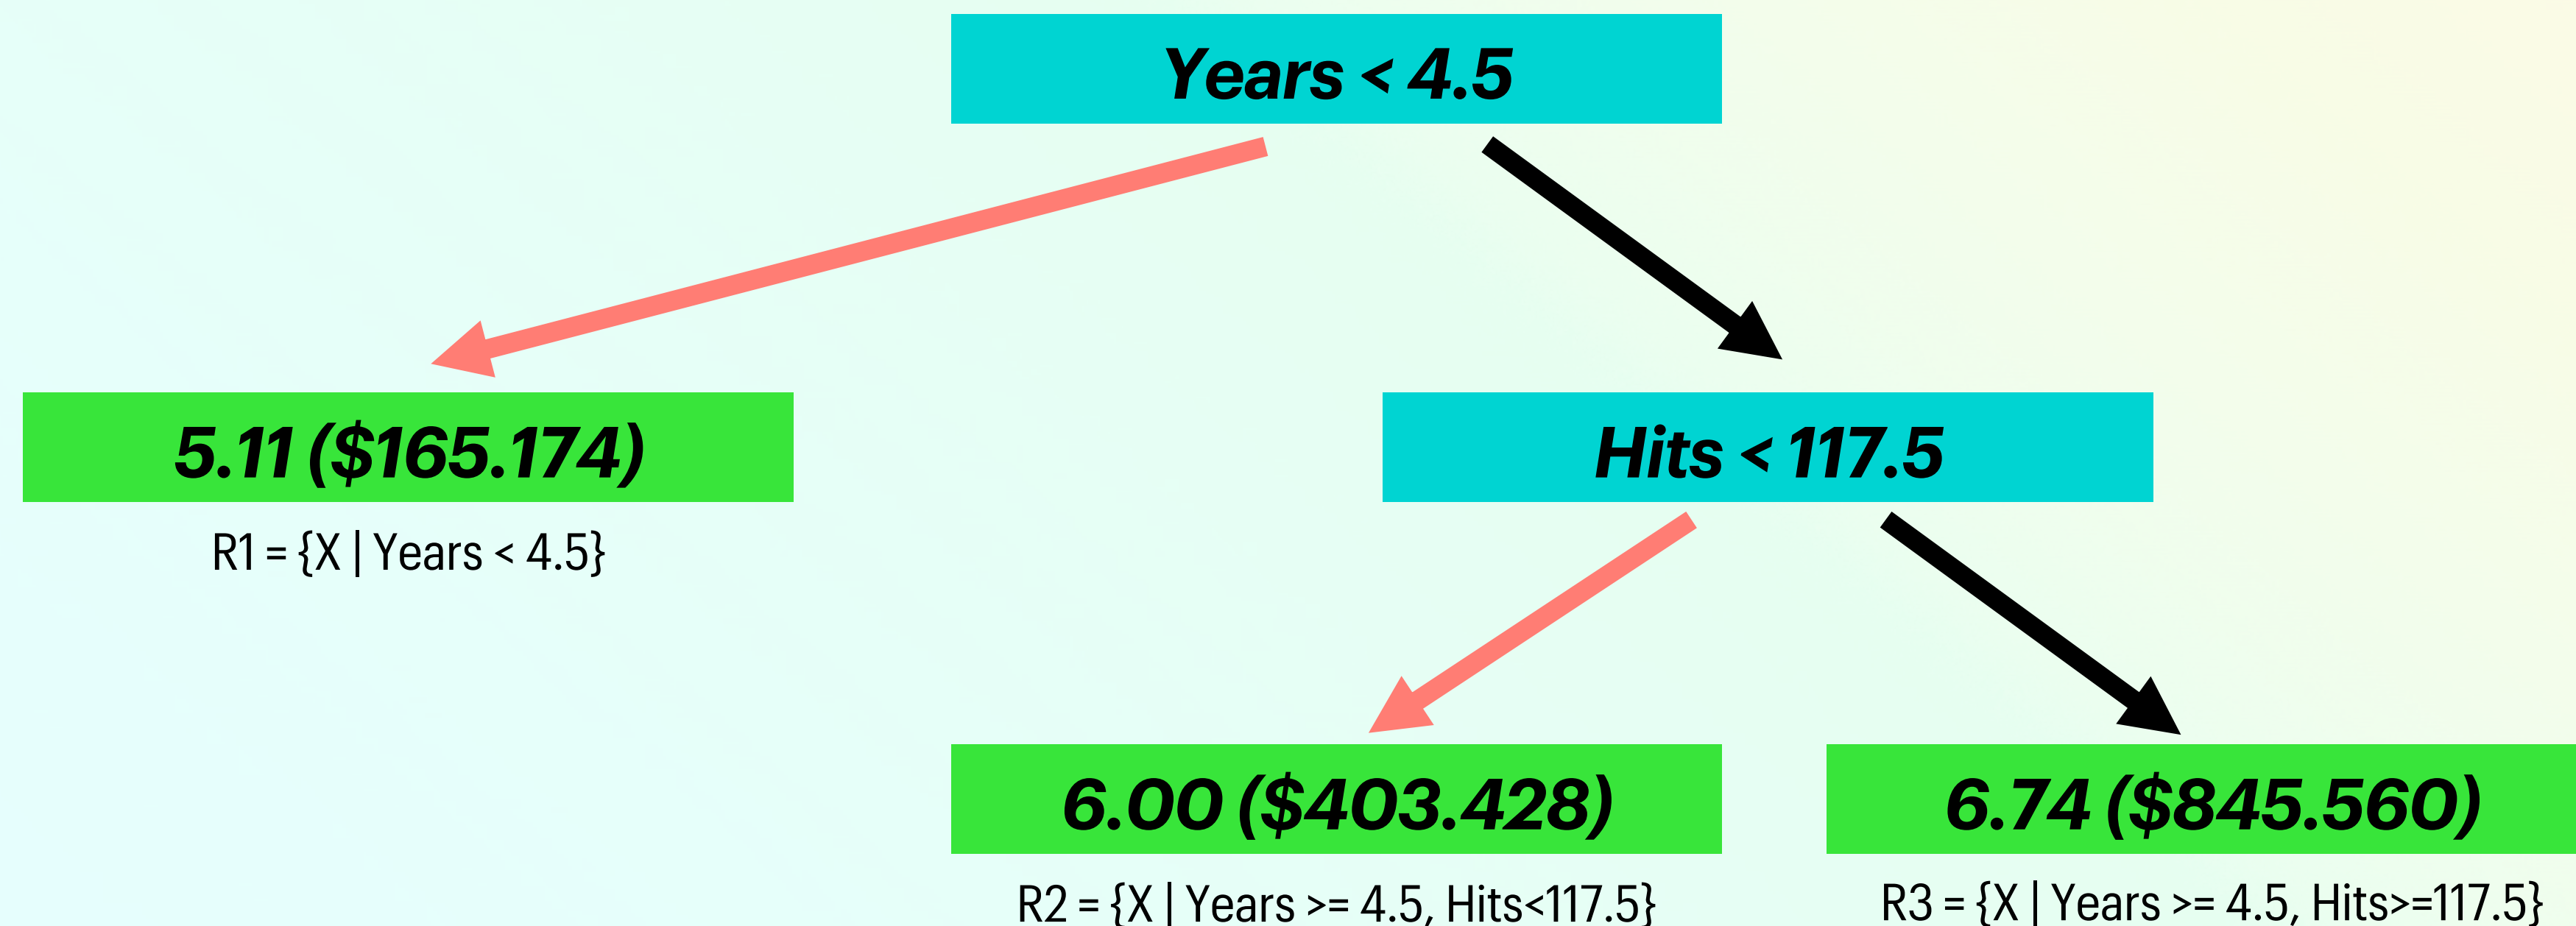 Years < 4.5
5.11 ($165.174)
Hits < 117.5
R1 = {X | Years < 4.5}
6.00 ($403.428)
6.74 ($845.560)
R2 = {X | Years >= 4.5, Hits<117.5}
R3 = {X | Years >= 4.5, Hits>=117.5}